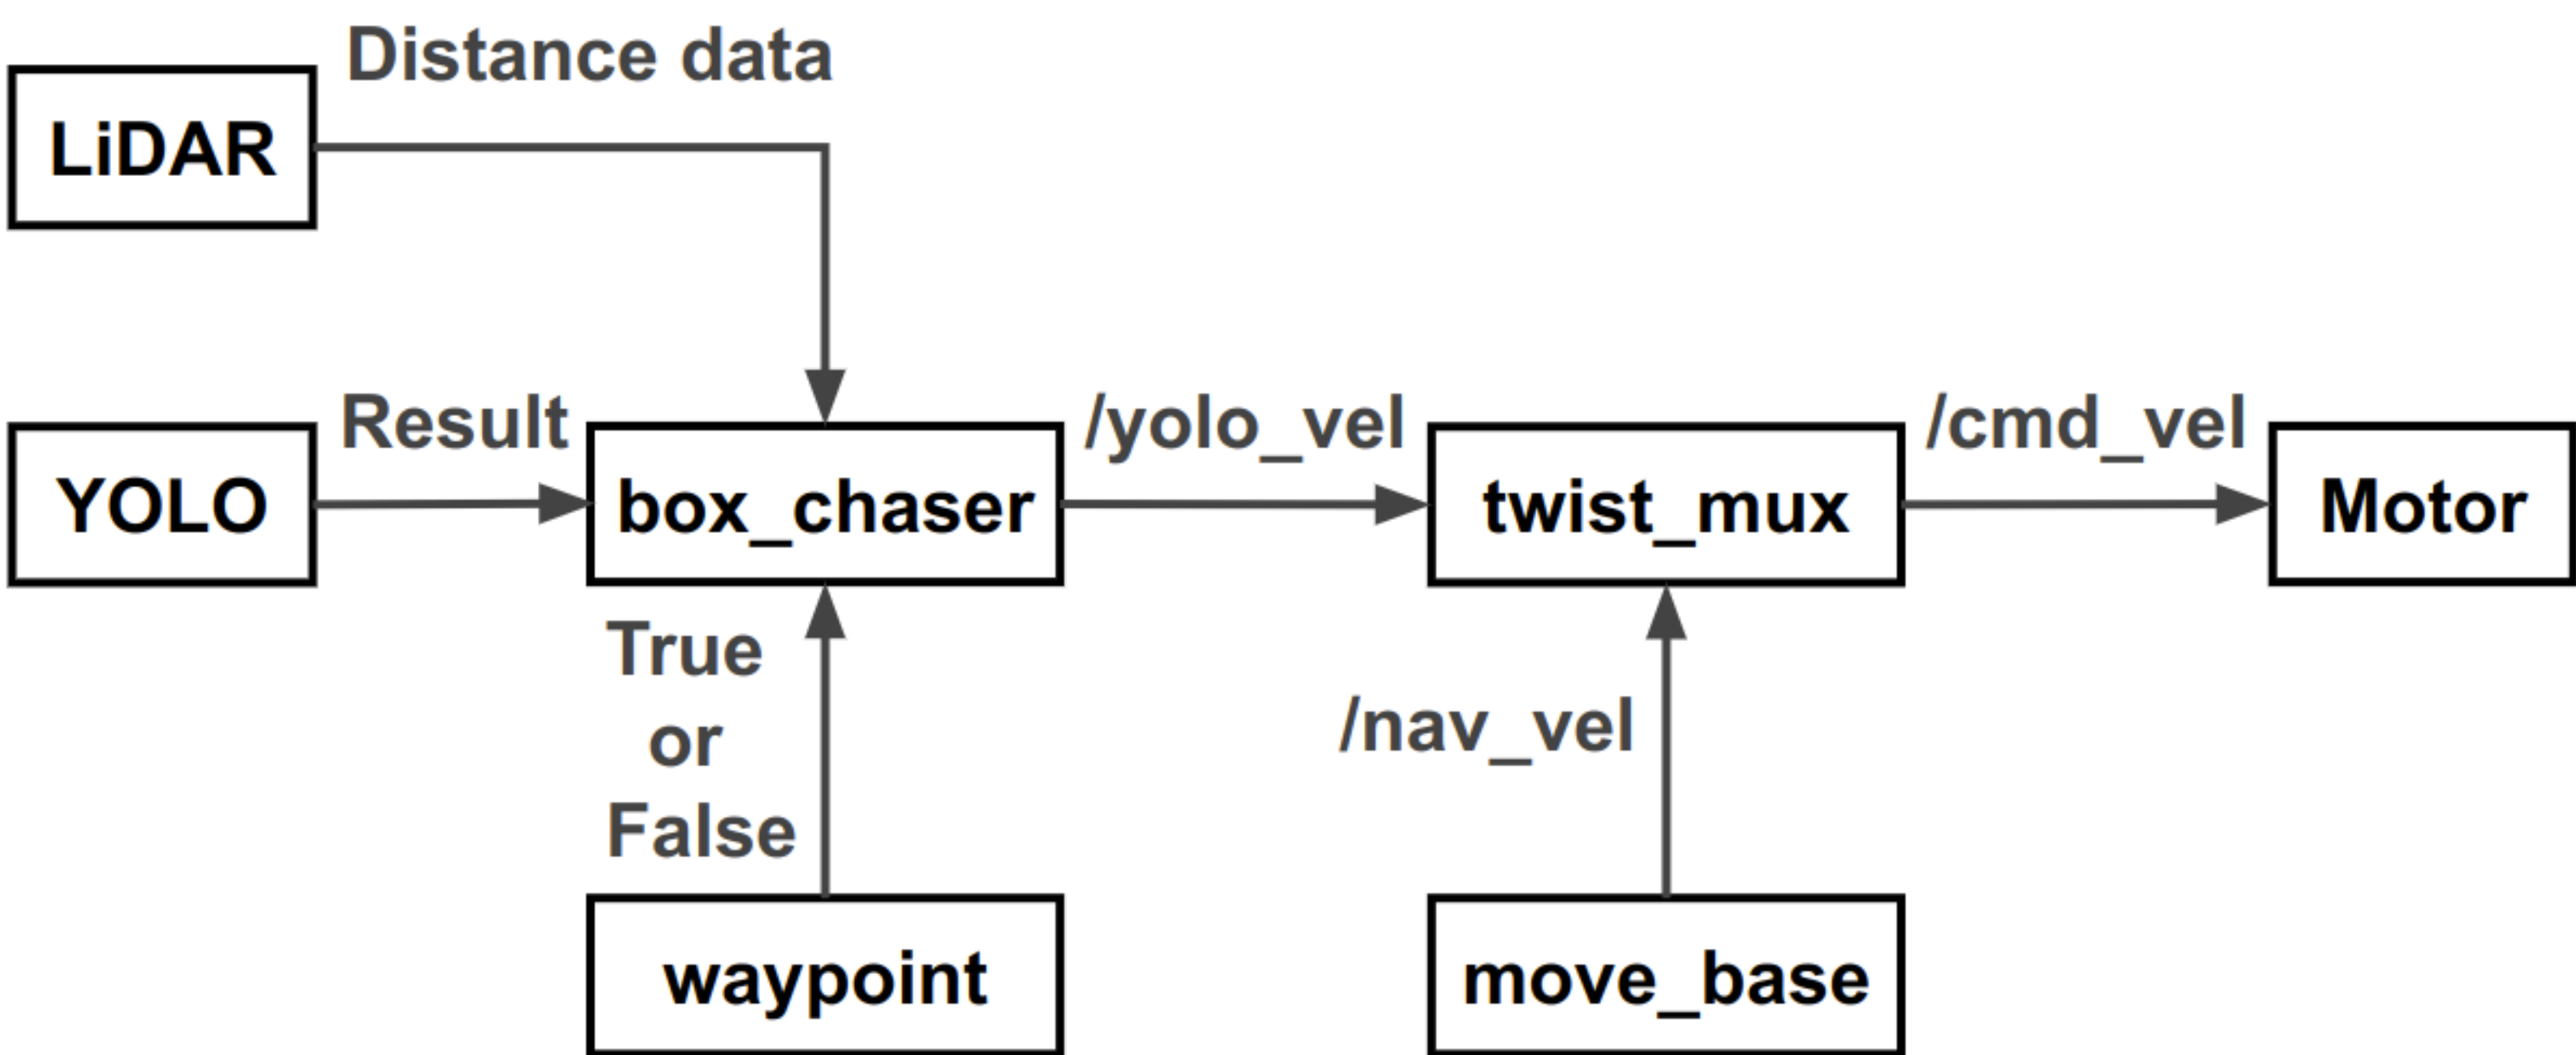 Distance data
LiDAR
Result
/yolo_vel
/cmd_vel
YOLO
box_chaser
twist_mux
Motor
True
or
False
/nav_vel
waypoint
move_base